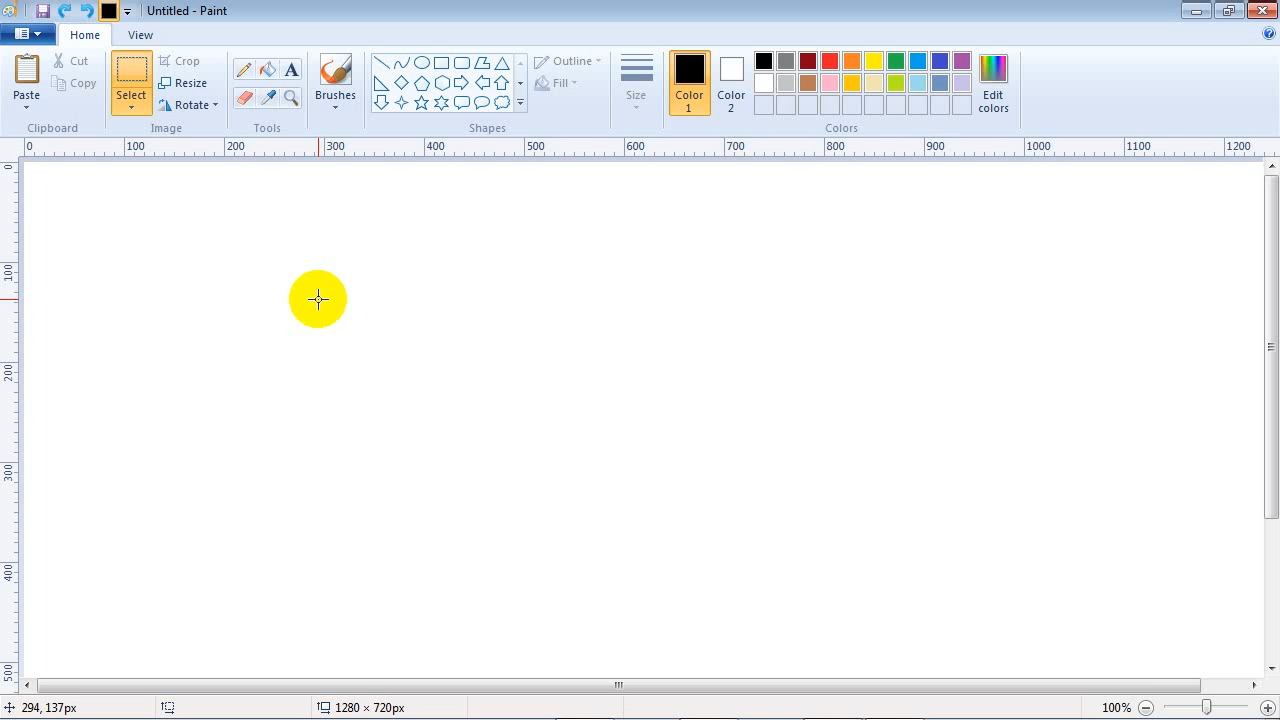 Untitled - Paint
Home View
Paste
Cut
Copy
Clipboard
Select
Crop
Resize
Rotate
Image
A
Tools
Brushes
Shapes
Outline
Fill
Size
Color 1
Color 2
Edit colors
Colors
0 100 200 300 400 500 600 700 800 900 1000 1100 1200
0
100
200
300
400
500
294, 137px 1280 × 720px 100%